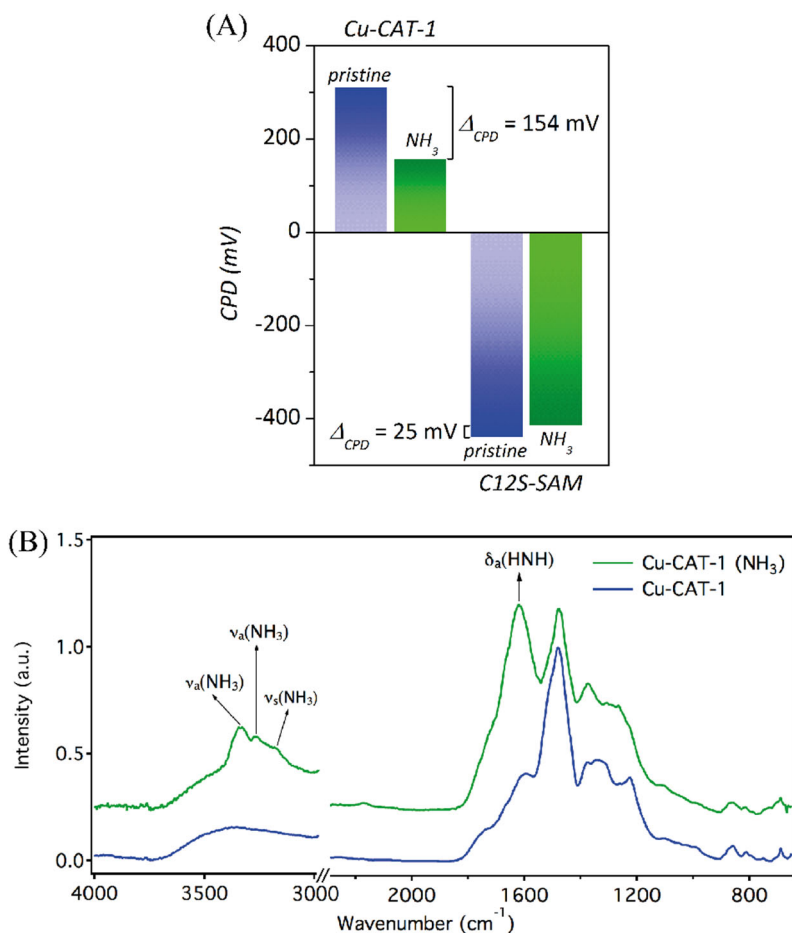 (A)
Cu-CAT-1
400
pristine
Δ_CPD = 154 mV
NH₃
200
0
CPD (mV)
-200
-400
Δ_CPD = 25 mV
pristine
NH₃
C12S-SAM
(B)
1.5
δₐ(HNH)
Cu-CAT-1 (NH₃)
Cu-CAT-1
νₐ(NH₃)
νₐ(NH₃)
νₛ(NH₃)
1.0
Intensity (a.u.)
0.5
0.0
4000 3500 3000 // 2000 1600 1200 800
Wavenumber (cm⁻¹)